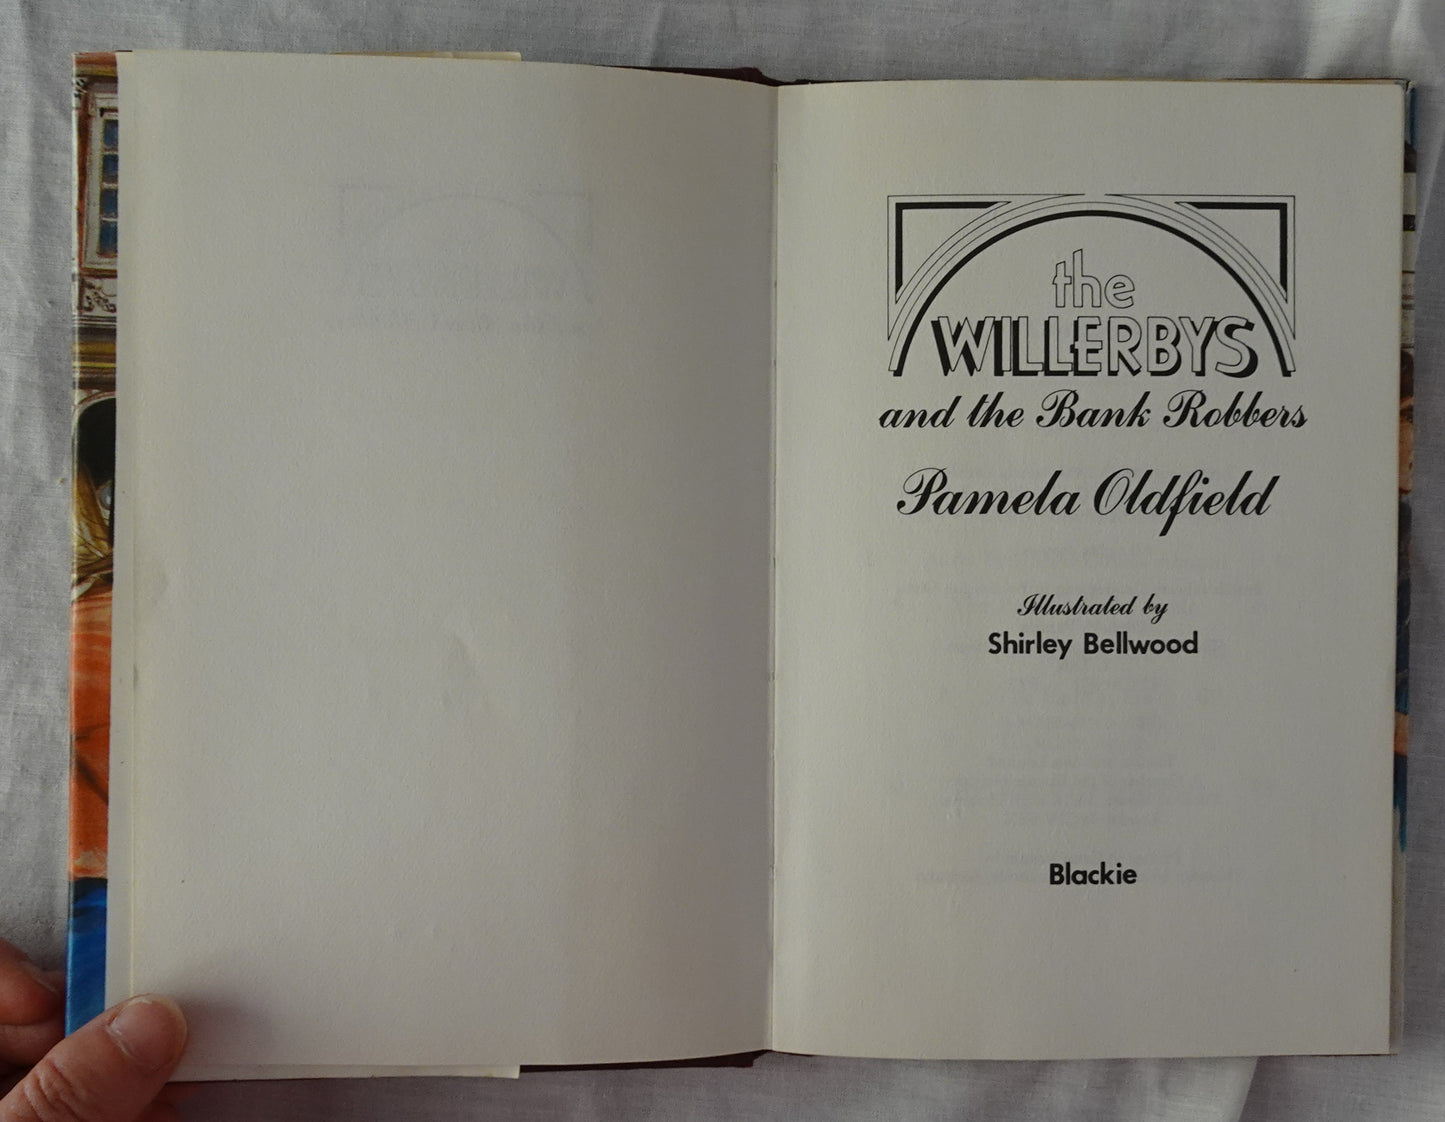 the
WILLERBYS
and the Bank Robbers
Pamela Oldfield
Illustrated by
Shirley Bellwood
Blackie